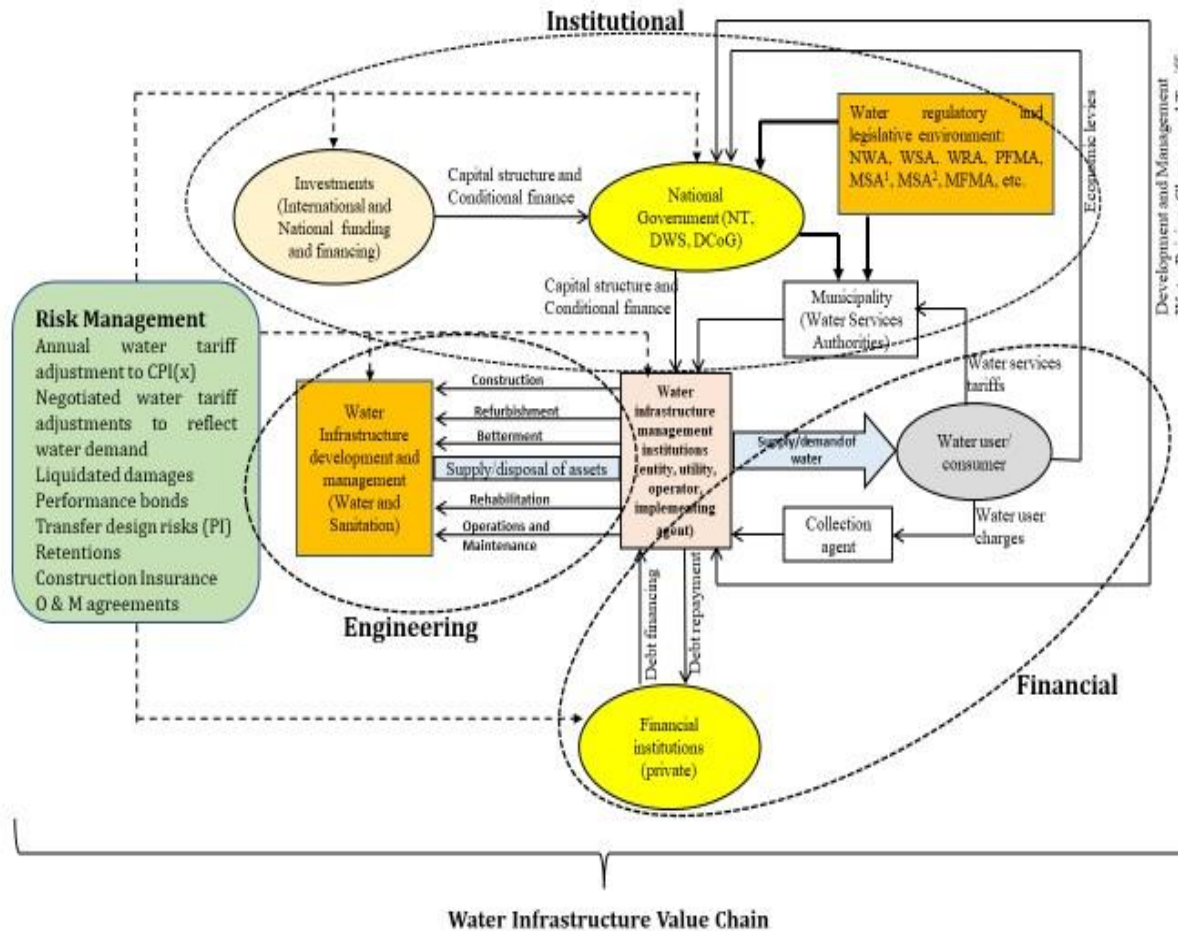 Institutional
Water regulatory and
legislative environment:
NWA, WSA, WRA, PFMA,
MSA¹, MSA², MFMA, etc.
Economic levies
Development and Management
Investments
(International and
National funding
and financing)
Capital structure and
Conditional finance
National
Government (NT,
DWS, DCoG)
Capital structure and
Conditional finance
Municipality
(Water Services
Authorities)
Water services
tariffs
Risk Management
Annual water tariff
adjustment to CPI(x)
Negotiated water tariff
adjustments to reflect
water demand
Liquidated damages
Performance bonds
Transfer design risks (PI)
Retentions
Construction Insurance
O & M agreements
Water
Infrastructure
development and
management
(Water and
Sanitation)
Construction
Refurbishment
Betterment
Supply/disposal of assets
Rehabilitation
Operations and
Maintenance
Water
infrastructure
management
institutions
(entity, utility,
operator,
implementing
agent)
Supply/demand of
water
Water user/
consumer
Water user
charges
Collection
agent
Engineering
Debt financing
Debt repayment
Financial
Financial
institutions
(private)
Water Infrastructure Value Chain